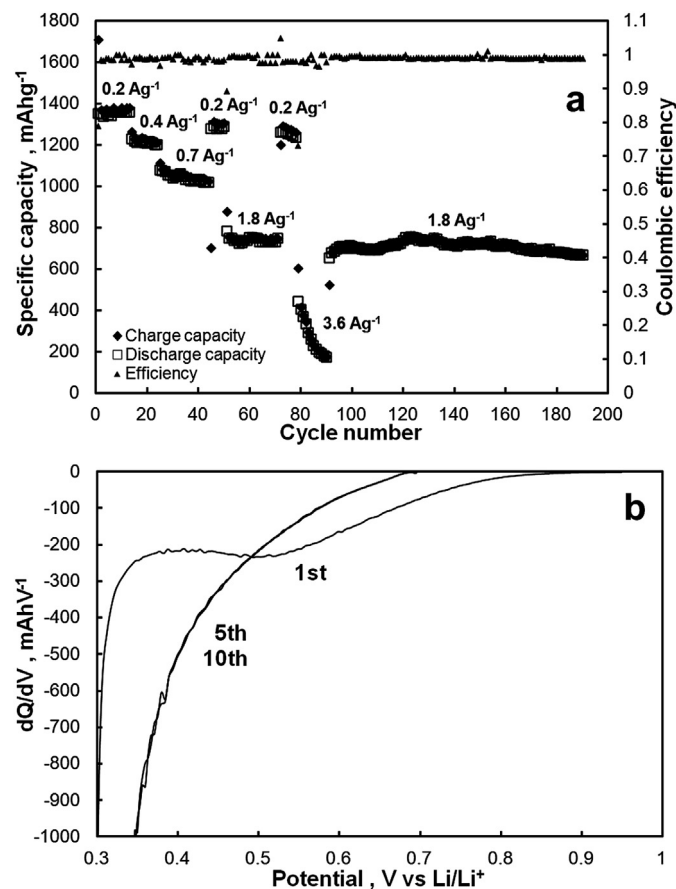 1800
1600
1400
1200
1000
800
600
400
200
0
Specific capacity, mAhg⁻¹
1.1
1
0.9
0.8
0.7
0.6
0.5
0.4
0.3
0.2
0.1
0
Coulombic efficiency
a
0.2 Ag⁻¹
0.4 Ag⁻¹
0.7 Ag⁻¹
0.2 Ag⁻¹
0.2 Ag⁻¹
1.8 Ag⁻¹
1.8 Ag⁻¹
3.6 Ag⁻¹
Charge capacity
Discharge capacity
Efficiency
0 20 40 60 80 100 120 140 160 180 200
Cycle number
0
-100
-200
-300
-400
-500
-600
-700
-800
-900
-1000
dQ/dV , mAhV⁻¹
b
1st
5th
10th
0.3 0.4 0.5 0.6 0.7 0.8 0.9 1
Potential , V vs Li/Li⁺